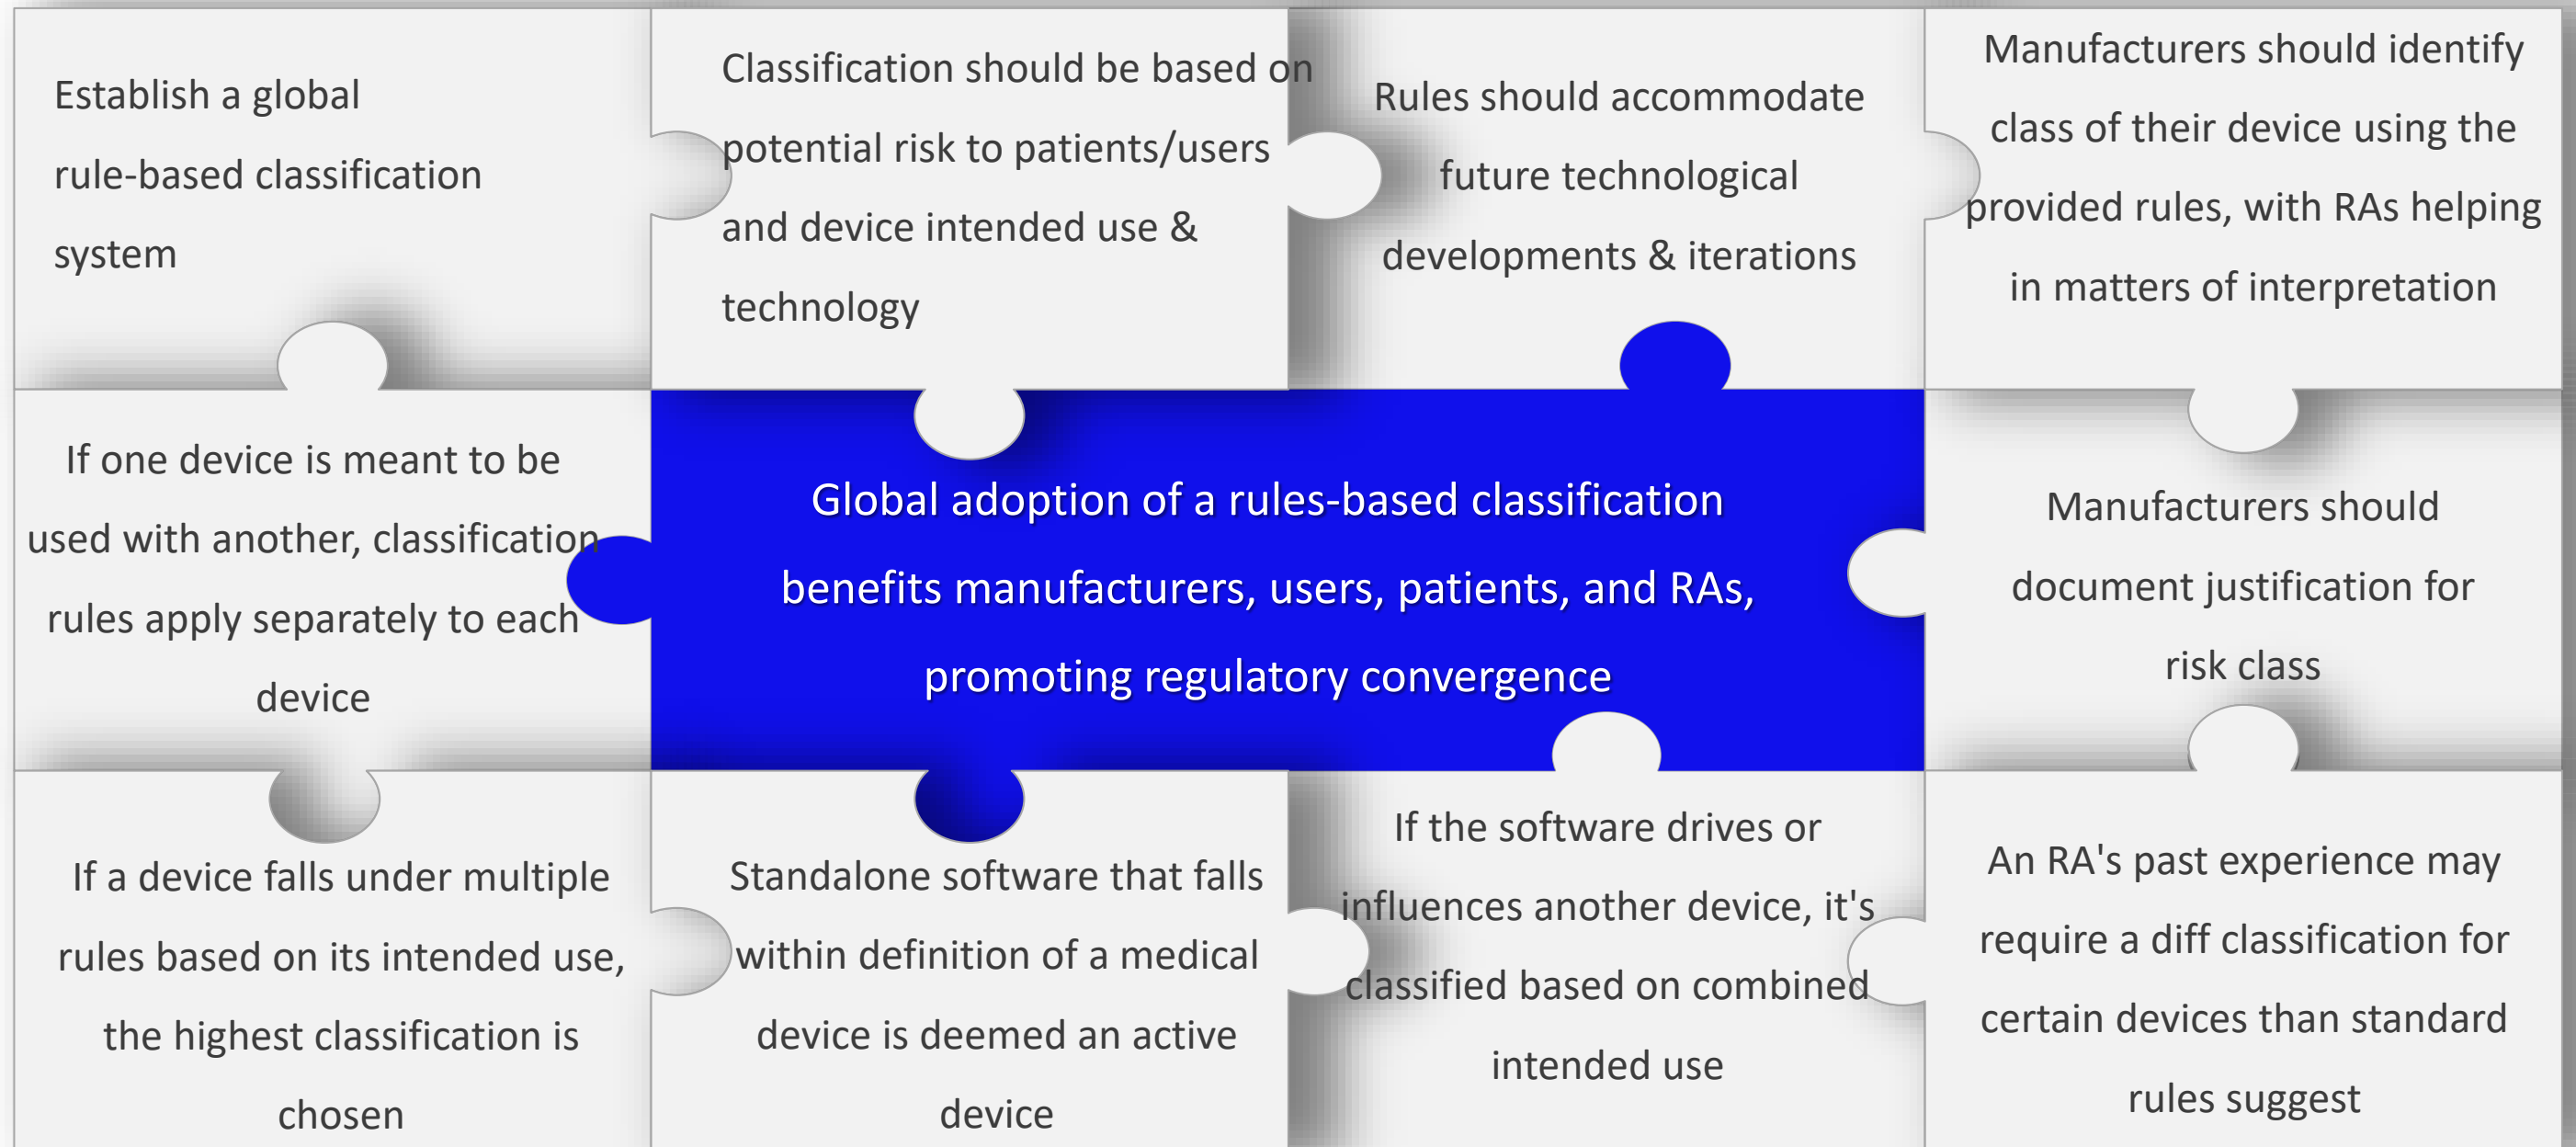 Establish a global
rule-based classification
system
Classification should be based on
potential risk to patients/users
and device intended use &
technology
Rules should accommodate
future technological
developments & iterations
Manufacturers should identify
class of their device using the
provided rules, with RAs helping
in matters of interpretation
If one device is meant to be
used with another, classification
rules apply separately to each
device
Global adoption of a rules-based classification
benefits manufacturers, users, patients, and RAs,
promoting regulatory convergence
Manufacturers should
document justification for
risk class
If a device falls under multiple
rules based on its intended use,
the highest classification is
chosen
Standalone software that falls
within definition of a medical
device is deemed an active
device
If the software drives or
influences another device, it's
classified based on combined
intended use
An RA's past experience may
require a diff classification for
certain devices than standard
rules suggest